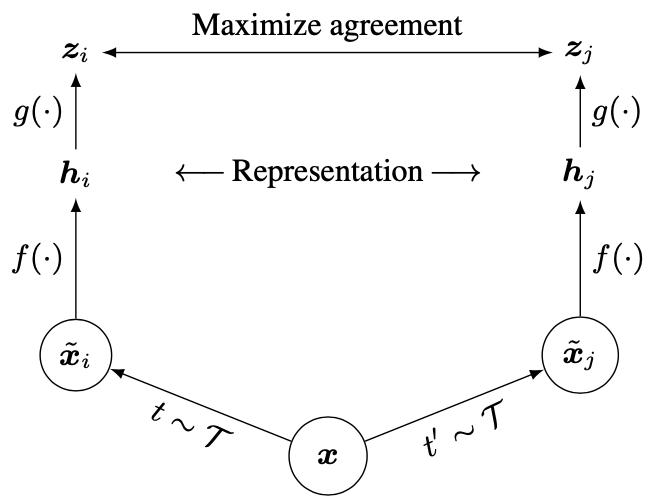 Maximize agreement
z_i z_j
g(·) g(·)
h_i ⟵ Representation ⟶ h_j
f(·) f(·)
x̃_i x̃_j
t ∼ 𝒯 t′ ∼ 𝒯
x